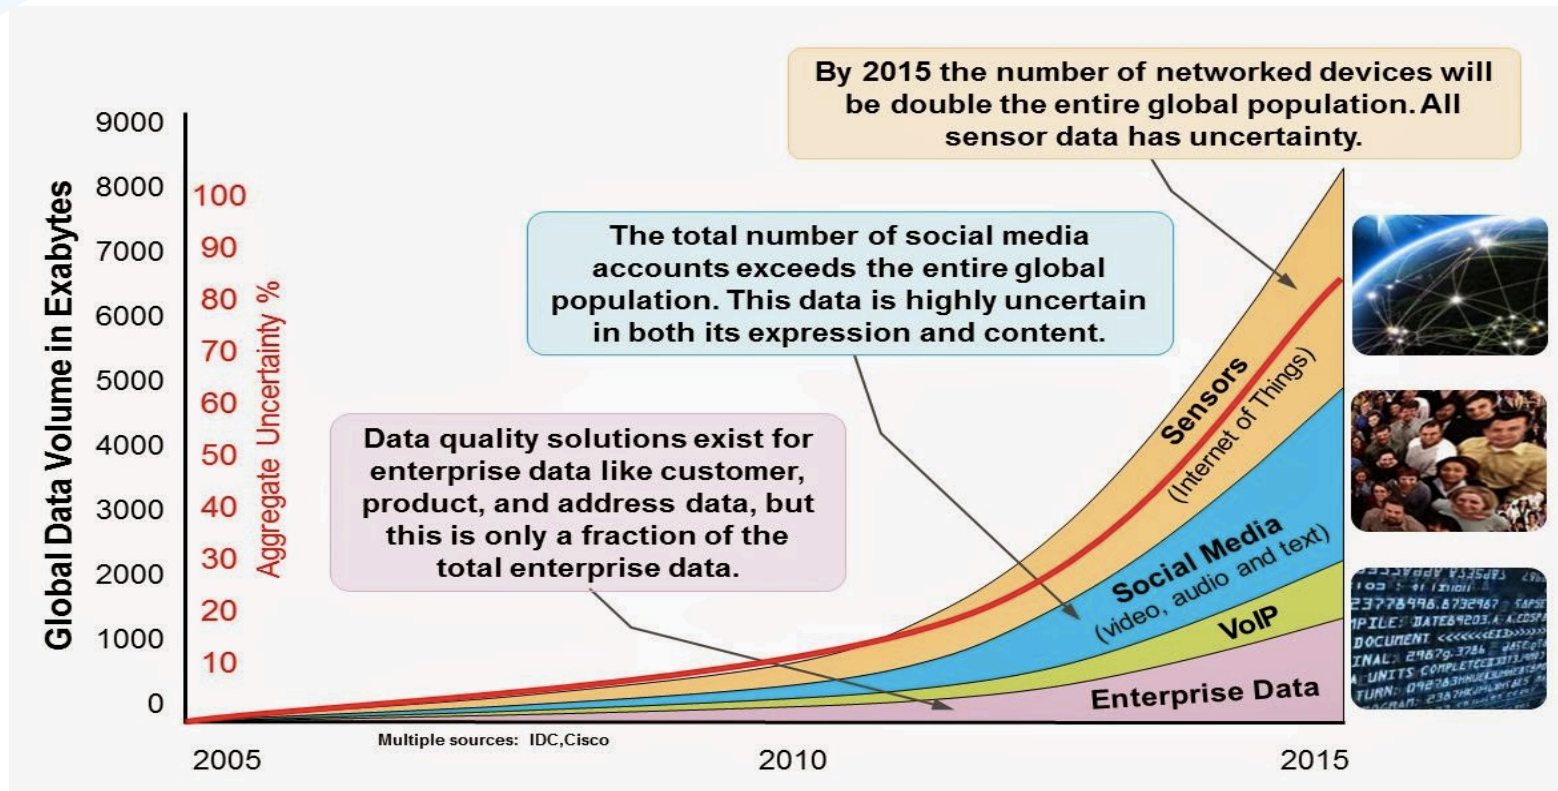 By 2015 the number of networked devices will
be double the entire global population. All
sensor data has uncertainty.
The total number of social media
accounts exceeds the entire global
population. This data is highly uncertain
in both its expression and content.
Data quality solutions exist for
enterprise data like customer,
product, and address data, but
this is only a fraction of the
total enterprise data.
Global Data Volume in Exabytes
9000
8000
7000
6000
5000
4000
3000
2000
1000
0
Aggregate Uncertainty %
100
90
80
70
60
50
40
30
20
10
Sensors
(Internet of Things)
Social Media
(video, audio and text)
VoIP
Enterprise Data
Multiple sources: IDC,Cisco
2005
2010
2015
DOCUMENT